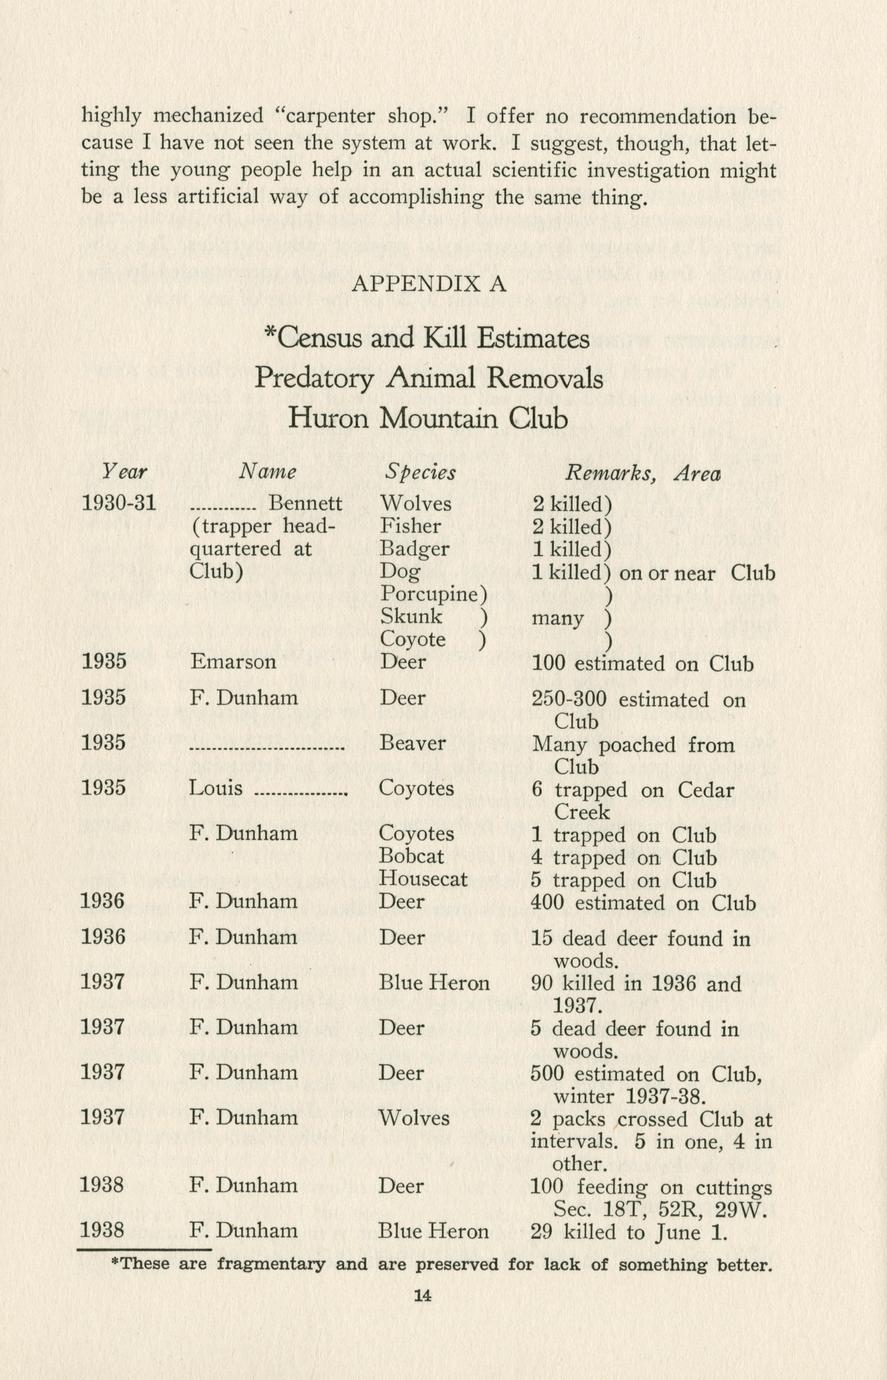 highly mechanized “carpenter shop.” I offer no recommendation be-
cause I have not seen the system at work. I suggest, though, that let-
ting the young people help in an actual scientific investigation might
be a less artificial way of accomplishing the same thing.
APPENDIX A
*Census and Kill Estimates
Predatory Animal Removals
Huron Mountain Club
Year Name Species Remarks, Area
1930-31 ............ Bennett Wolves 2 killed)
(trapper head- Fisher 2 killed)
quartered at Badger 1 killed)
Club) Dog 1 killed) on or near Club
Porcupine) )
Skunk ) many )
Coyote ) )
1935 Emarson Deer 100 estimated on Club
1935 F. Dunham Deer 250-300 estimated on
Club
1935 ............................ Beaver Many poached from
Club
1935 Louis ................. Coyotes 6 trapped on Cedar
Creek
F. Dunham Coyotes 1 trapped on Club
Bobcat 4 trapped on Club
Housecat 5 trapped on Club
1936 F. Dunham Deer 400 estimated on Club
1936 F. Dunham Deer 15 dead deer found in
woods.
1937 F. Dunham Blue Heron 90 killed in 1936 and
1937.
1937 F. Dunham Deer 5 dead deer found in
woods.
1937 F. Dunham Deer 500 estimated on Club,
winter 1937-38.
1937 F. Dunham Wolves 2 packs crossed Club at
intervals. 5 in one, 4 in
other.
1938 F. Dunham Deer 100 feeding on cuttings
Sec. 18T, 52R, 29W.
1938 F. Dunham Blue Heron 29 killed to June 1.
*These are fragmentary and are preserved for lack of something better.
14